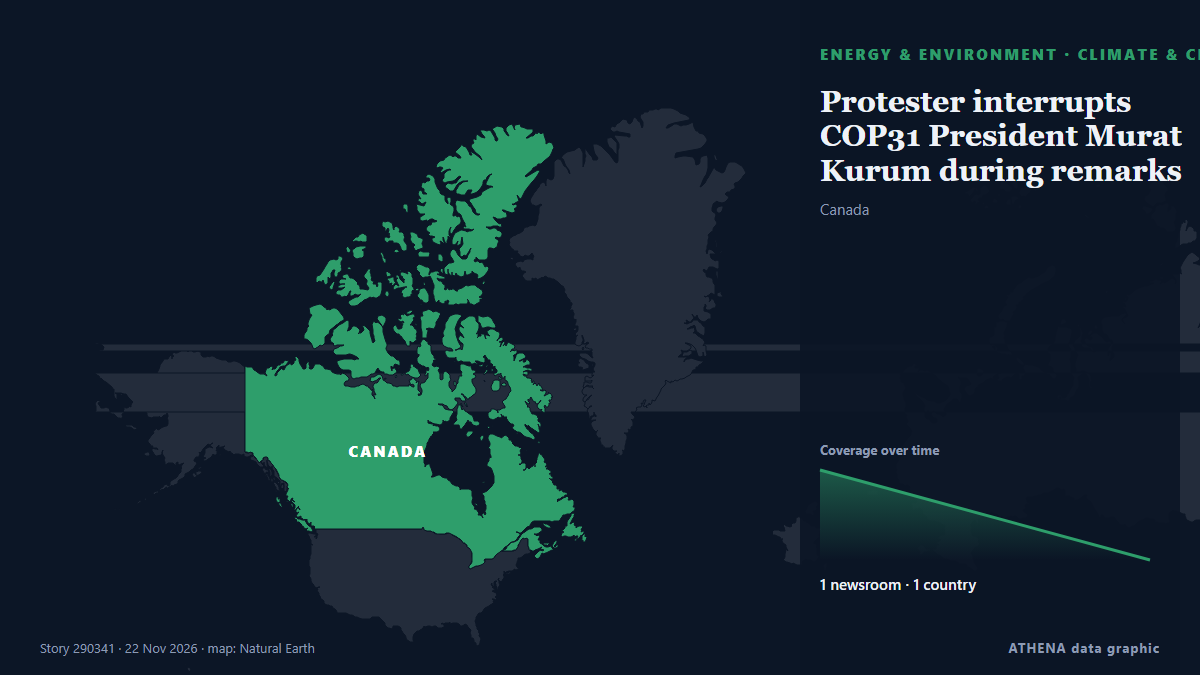 ENERGY & ENVIRONMENT · CLIMATE &
Protester interrupts
COP31 President Murat
Kurum during remarks
Canada
CANADA
Coverage over time
1 newsroom · 1 country
Story 290341 · 22 Nov 2026 · map: Natural Earth
ATHENA data graphic